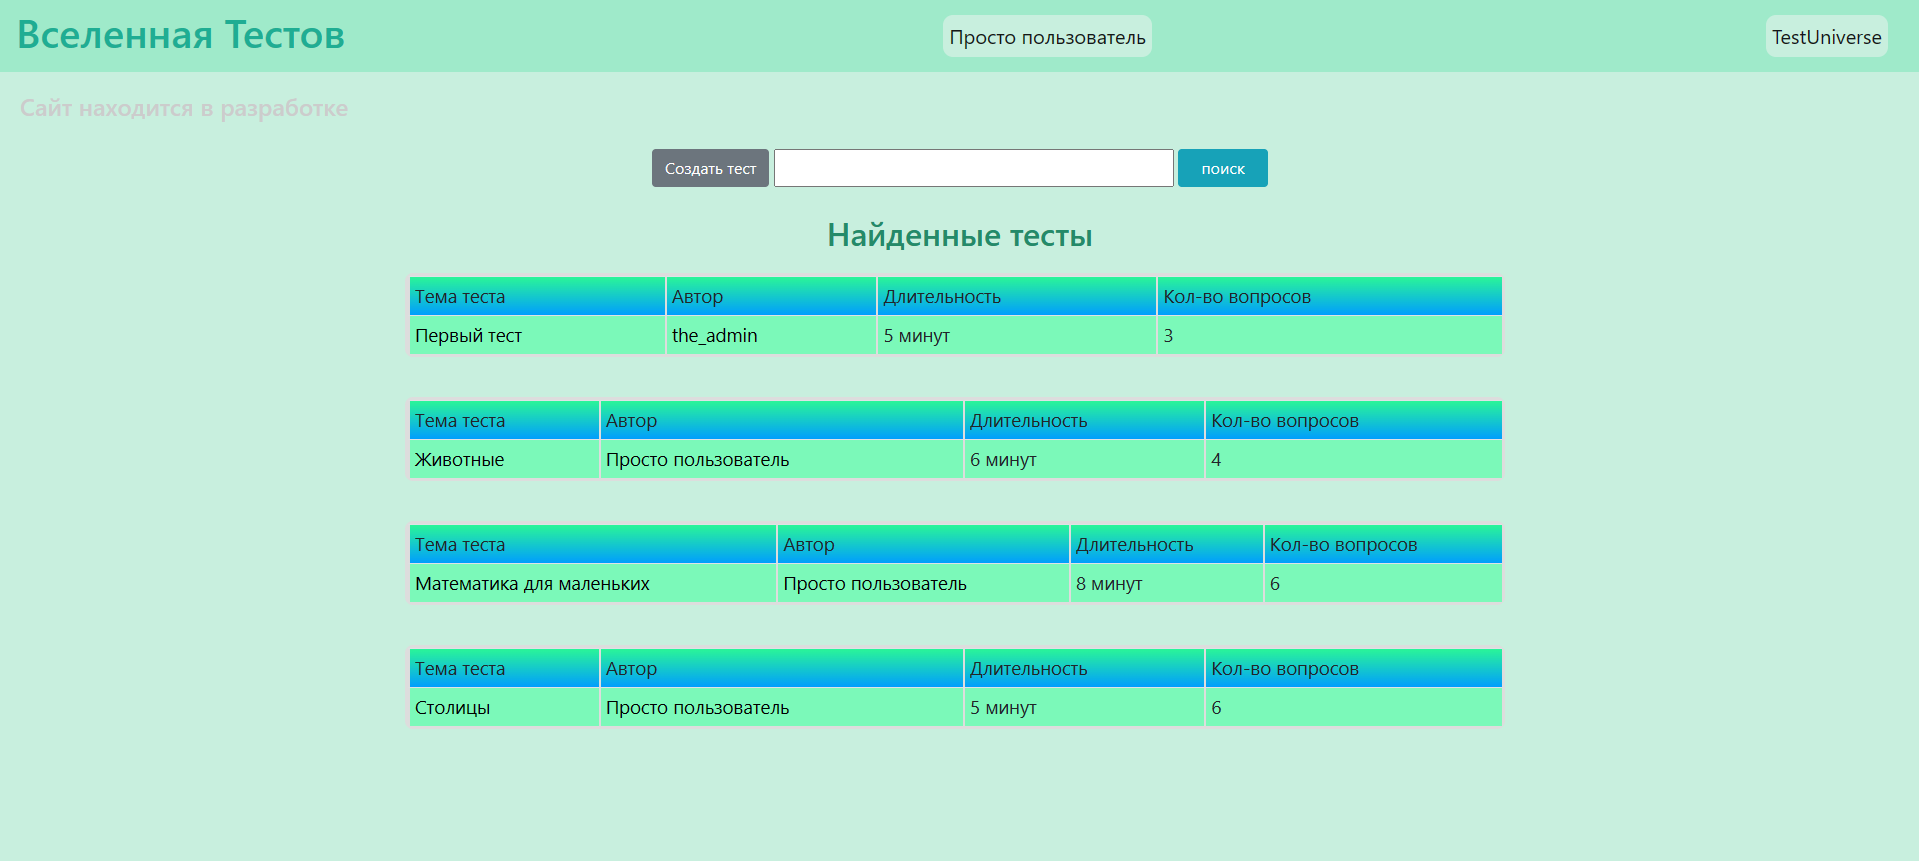 Вселенная Тестов Просто пользователь TestUniverse
Сайт находится в разработке
Создать тест поиск
Найденные тесты
Тема теста Автор Длительность Кол-во вопросов
Первый тест the_admin 5 минут 3
Тема теста Автор Длительность Кол-во вопросов
Животные Просто пользователь 6 минут 4
Тема теста Автор Длительность Кол-во вопросов
Математика для маленьких Просто пользователь 8 минут 6
Тема теста Автор Длительность Кол-во вопросов
Столицы Просто пользователь 5 минут 6